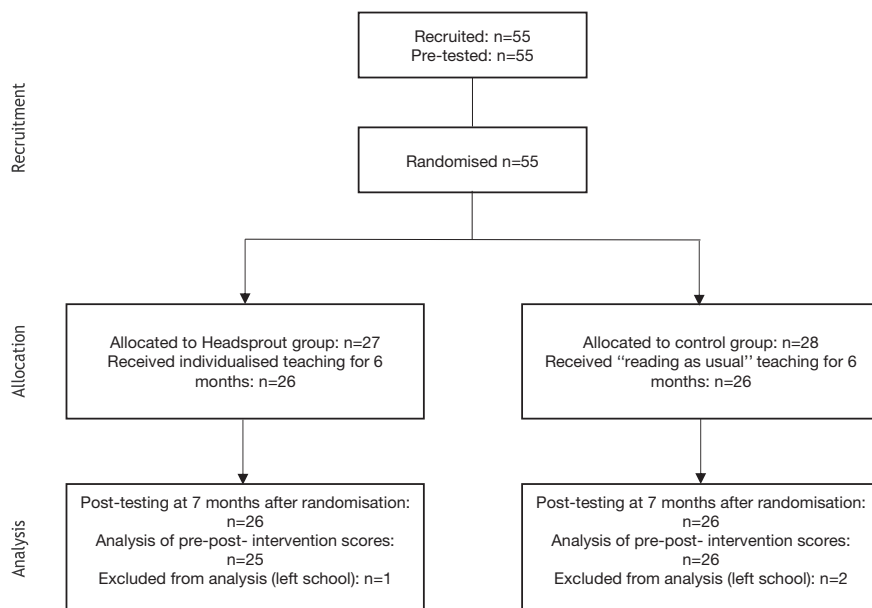 Recruitment
Recruited: n=55
Pre-tested: n=55
Randomised n=55
Allocation
Allocated to Headsprout group: n=27
Received individualised teaching for 6
months: n=26
Allocated to control group: n=28
Received “reading as usual” teaching for 6
months: n=26
Analysis
Post-testing at 7 months after randomisation:
n=26
Analysis of pre-post- intervention scores:
n=25
Excluded from analysis (left school): n=1
Post-testing at 7 months after randomisation:
n=26
Analysis of pre-post- intervention scores:
n=26
Excluded from analysis (left school): n=2